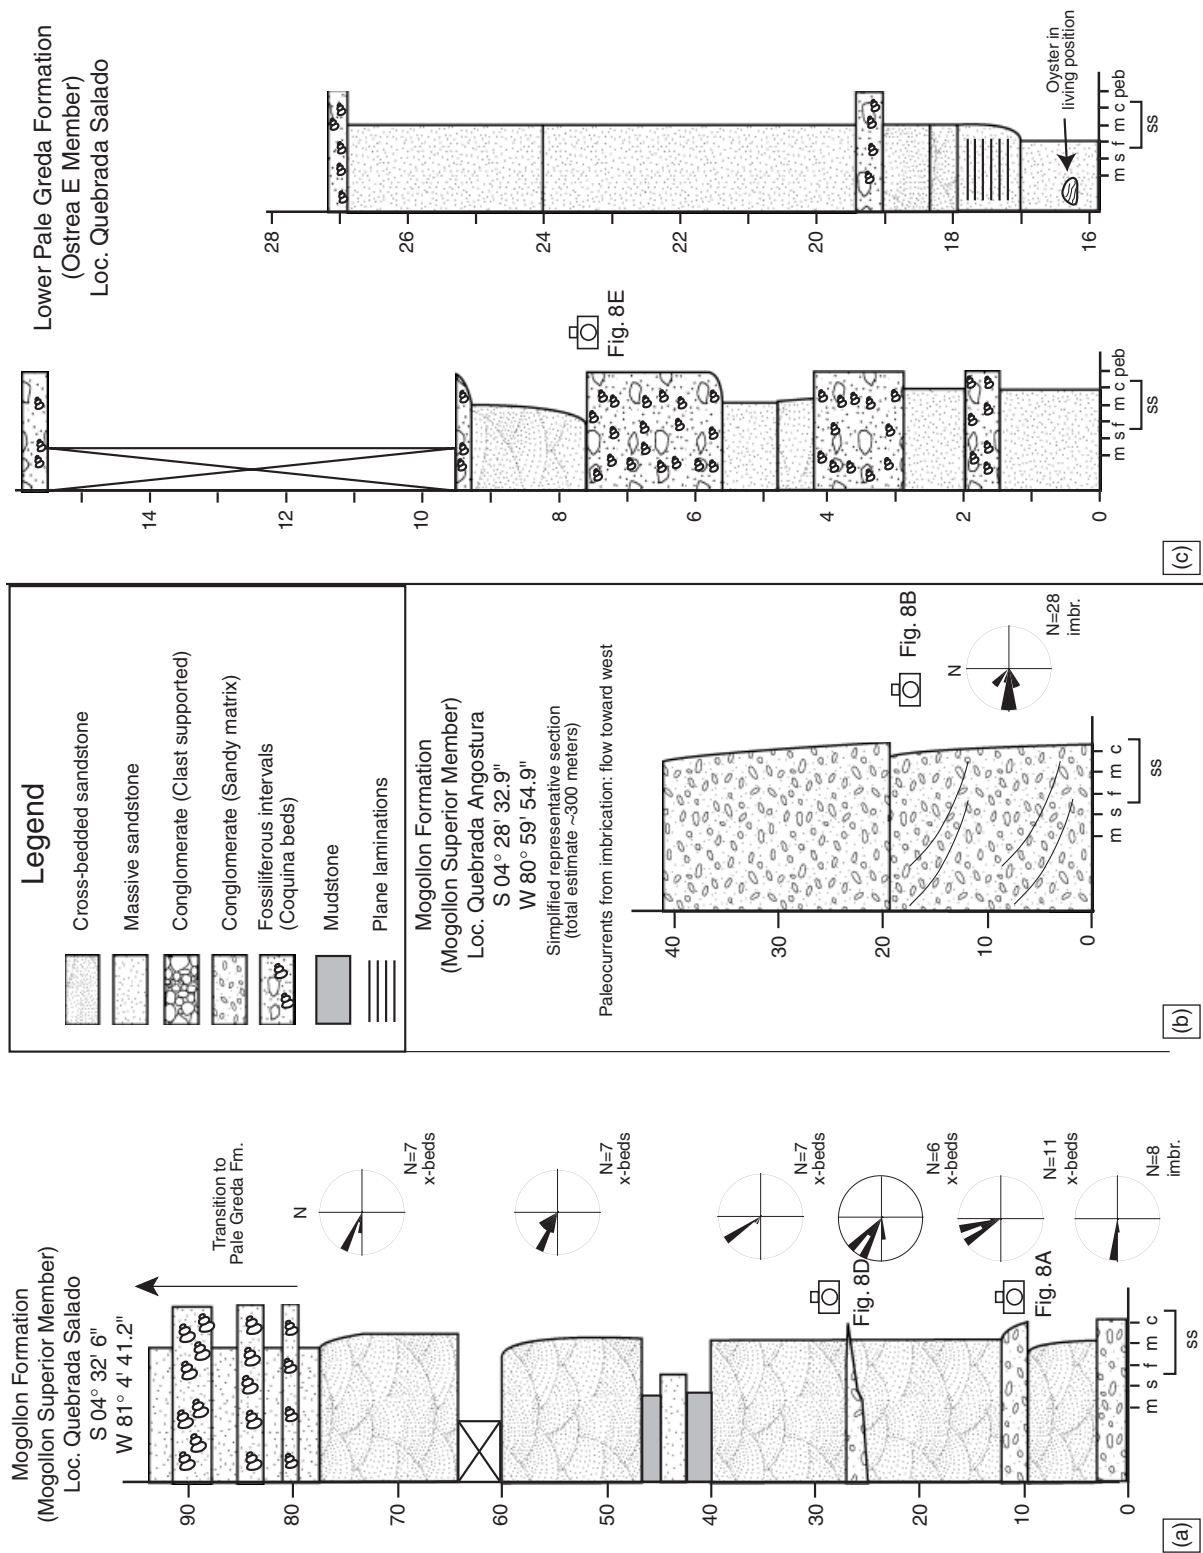 Mogollon Formation
(Mogollon Superior Member)
Loc. Quebrada Salado
S 04° 32' 6"
W 81° 4' 41.2"
Transition to
Pale Greda Fm.
90
80
70
60
50
40
30
20
10
0
N
N=7
x-beds
N=7
x-beds
N=7
x-beds
N=6
x-beds
N=11
x-beds
N=8
imbr.
Fig. 8D
Fig. 8A
m s f m c
ss
(a)
Legend
Cross-bedded sandstone
Massive sandstone
Conglomerate (Clast supported)
Conglomerate (Sandy matrix)
Fossiliferous intervals
(Coquina beds)
Mudstone
Plane laminations
Mogollon Formation
(Mogollon Superior Member)
Loc. Quebrada Angostura
S 04° 28' 32.9"
W 80° 59' 54.9"
Simplified representative section
(total estimate ~300 meters)
Paleocurrents from imbrication: flow toward west
40
30
20
10
0
Fig. 8B
N
N=28
imbr.
m s f m c
ss
(b)
Lower Pale Greda Formation
(Ostrea E Member)
Loc. Quebrada Salado
14
12
10
8
6
4
2
0
Fig. 8E
m s f m c peb
ss
28
26
24
22
20
18
16
Oyster in
living position
m s f m c peb
ss
(c)